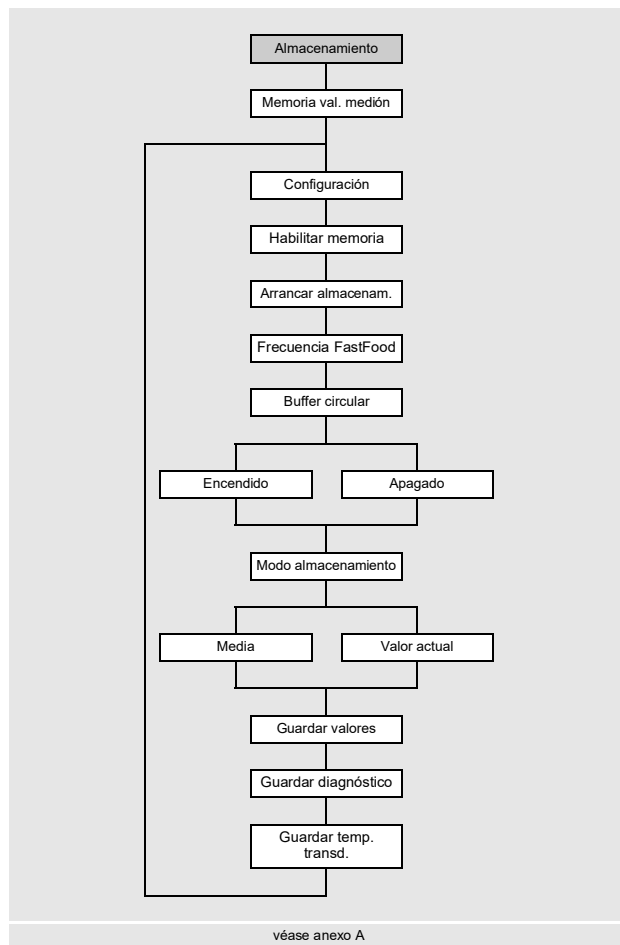 Almacenamiento
Memoria val. medión
Configuración
Habilitar memoria
Arrancar almacenam.
Frecuencia FastFood
Buffer circular
Encendido
Apagado
Modo almacenamiento
Media
Valor actual
Guardar valores
Guardar diagnóstico
Guardar temp.
transd.
véase anexo A